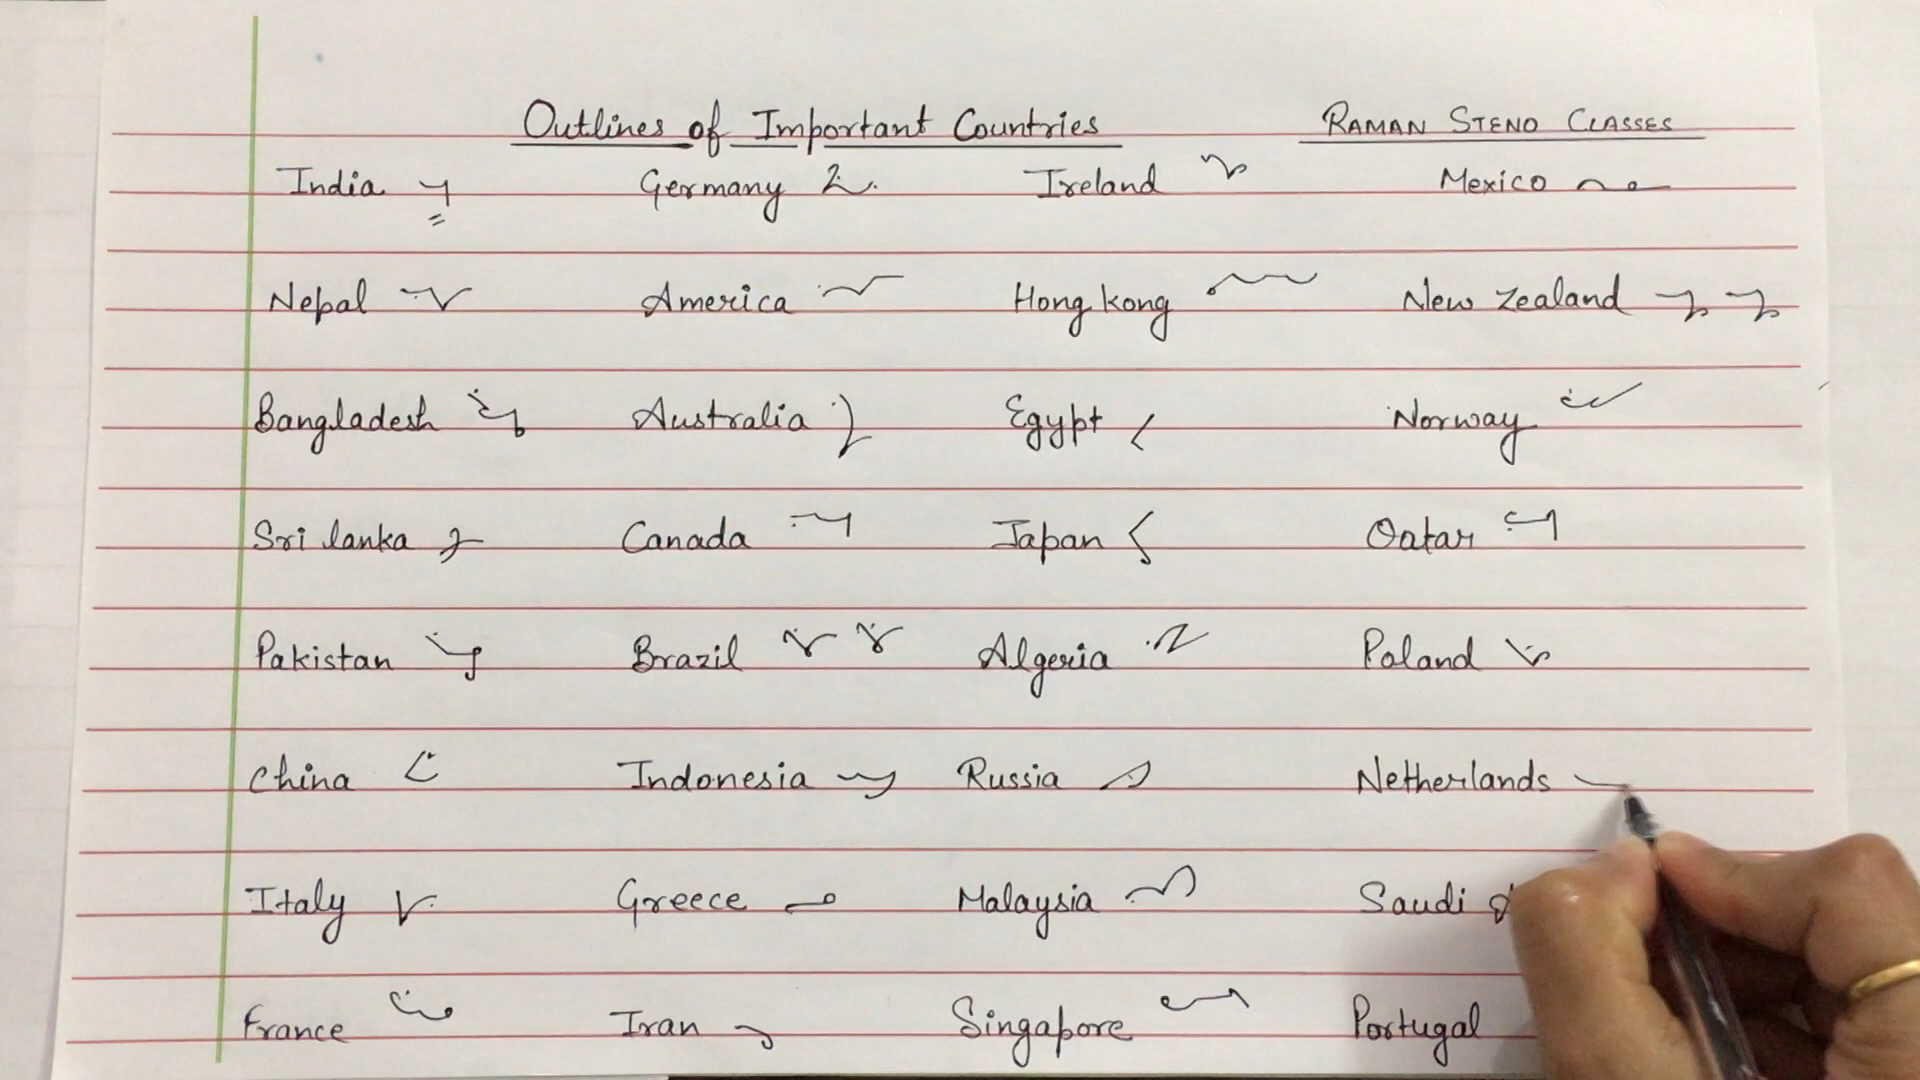 Outlines of Important Countries RAMAN STENO CLASSES
India Germany Ireland Mexico
Nepal America Hong kong New zealand
Bangladesh Australia Egypt Norway
Sri lanka Canada Japan Qatar
Pakistan Brazil Algeria Poland
China Indonesia Russia Netherlands
Italy Greece Malaysia Saudi
France Iran Singapore Portugal